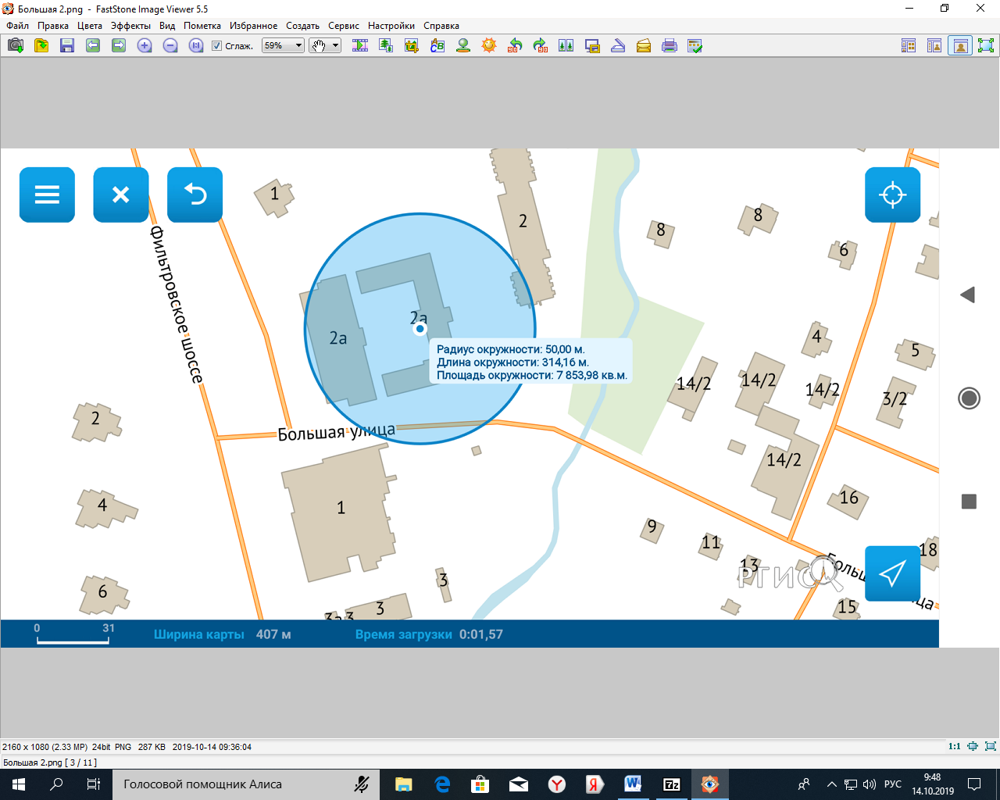 Большая 2.png - FastStone Image Viewer 5.5
Файл Правка Цвета Эффекты Вид Пометка Избранное Создать Сервис Настройки Справка
Сглаж. 59%
1
2
8
8
6
Фильтровское шоссе
2а
2а
Радиус окружности: 50,00 м.
Длина окружности: 314,16 м.
Площадь окружности: 7 853,98 кв.м.
4
5
14/2
14/2
14/2
3/2
2
Большая улица
14/2
4
1
16
9
11
13
18
РГИС
6
3
3
15
0 31
Ширина карты 407 м
Время загрузки 0:01,57
2160 x 1080 (2.33 MP) 24bit PNG 287 KB 2019-10-14 09:36:04
1:1
Большая 2.png [ 3 / 11 ]
Голосовой помощник Алиса
РУС
9:48
14.10.2019